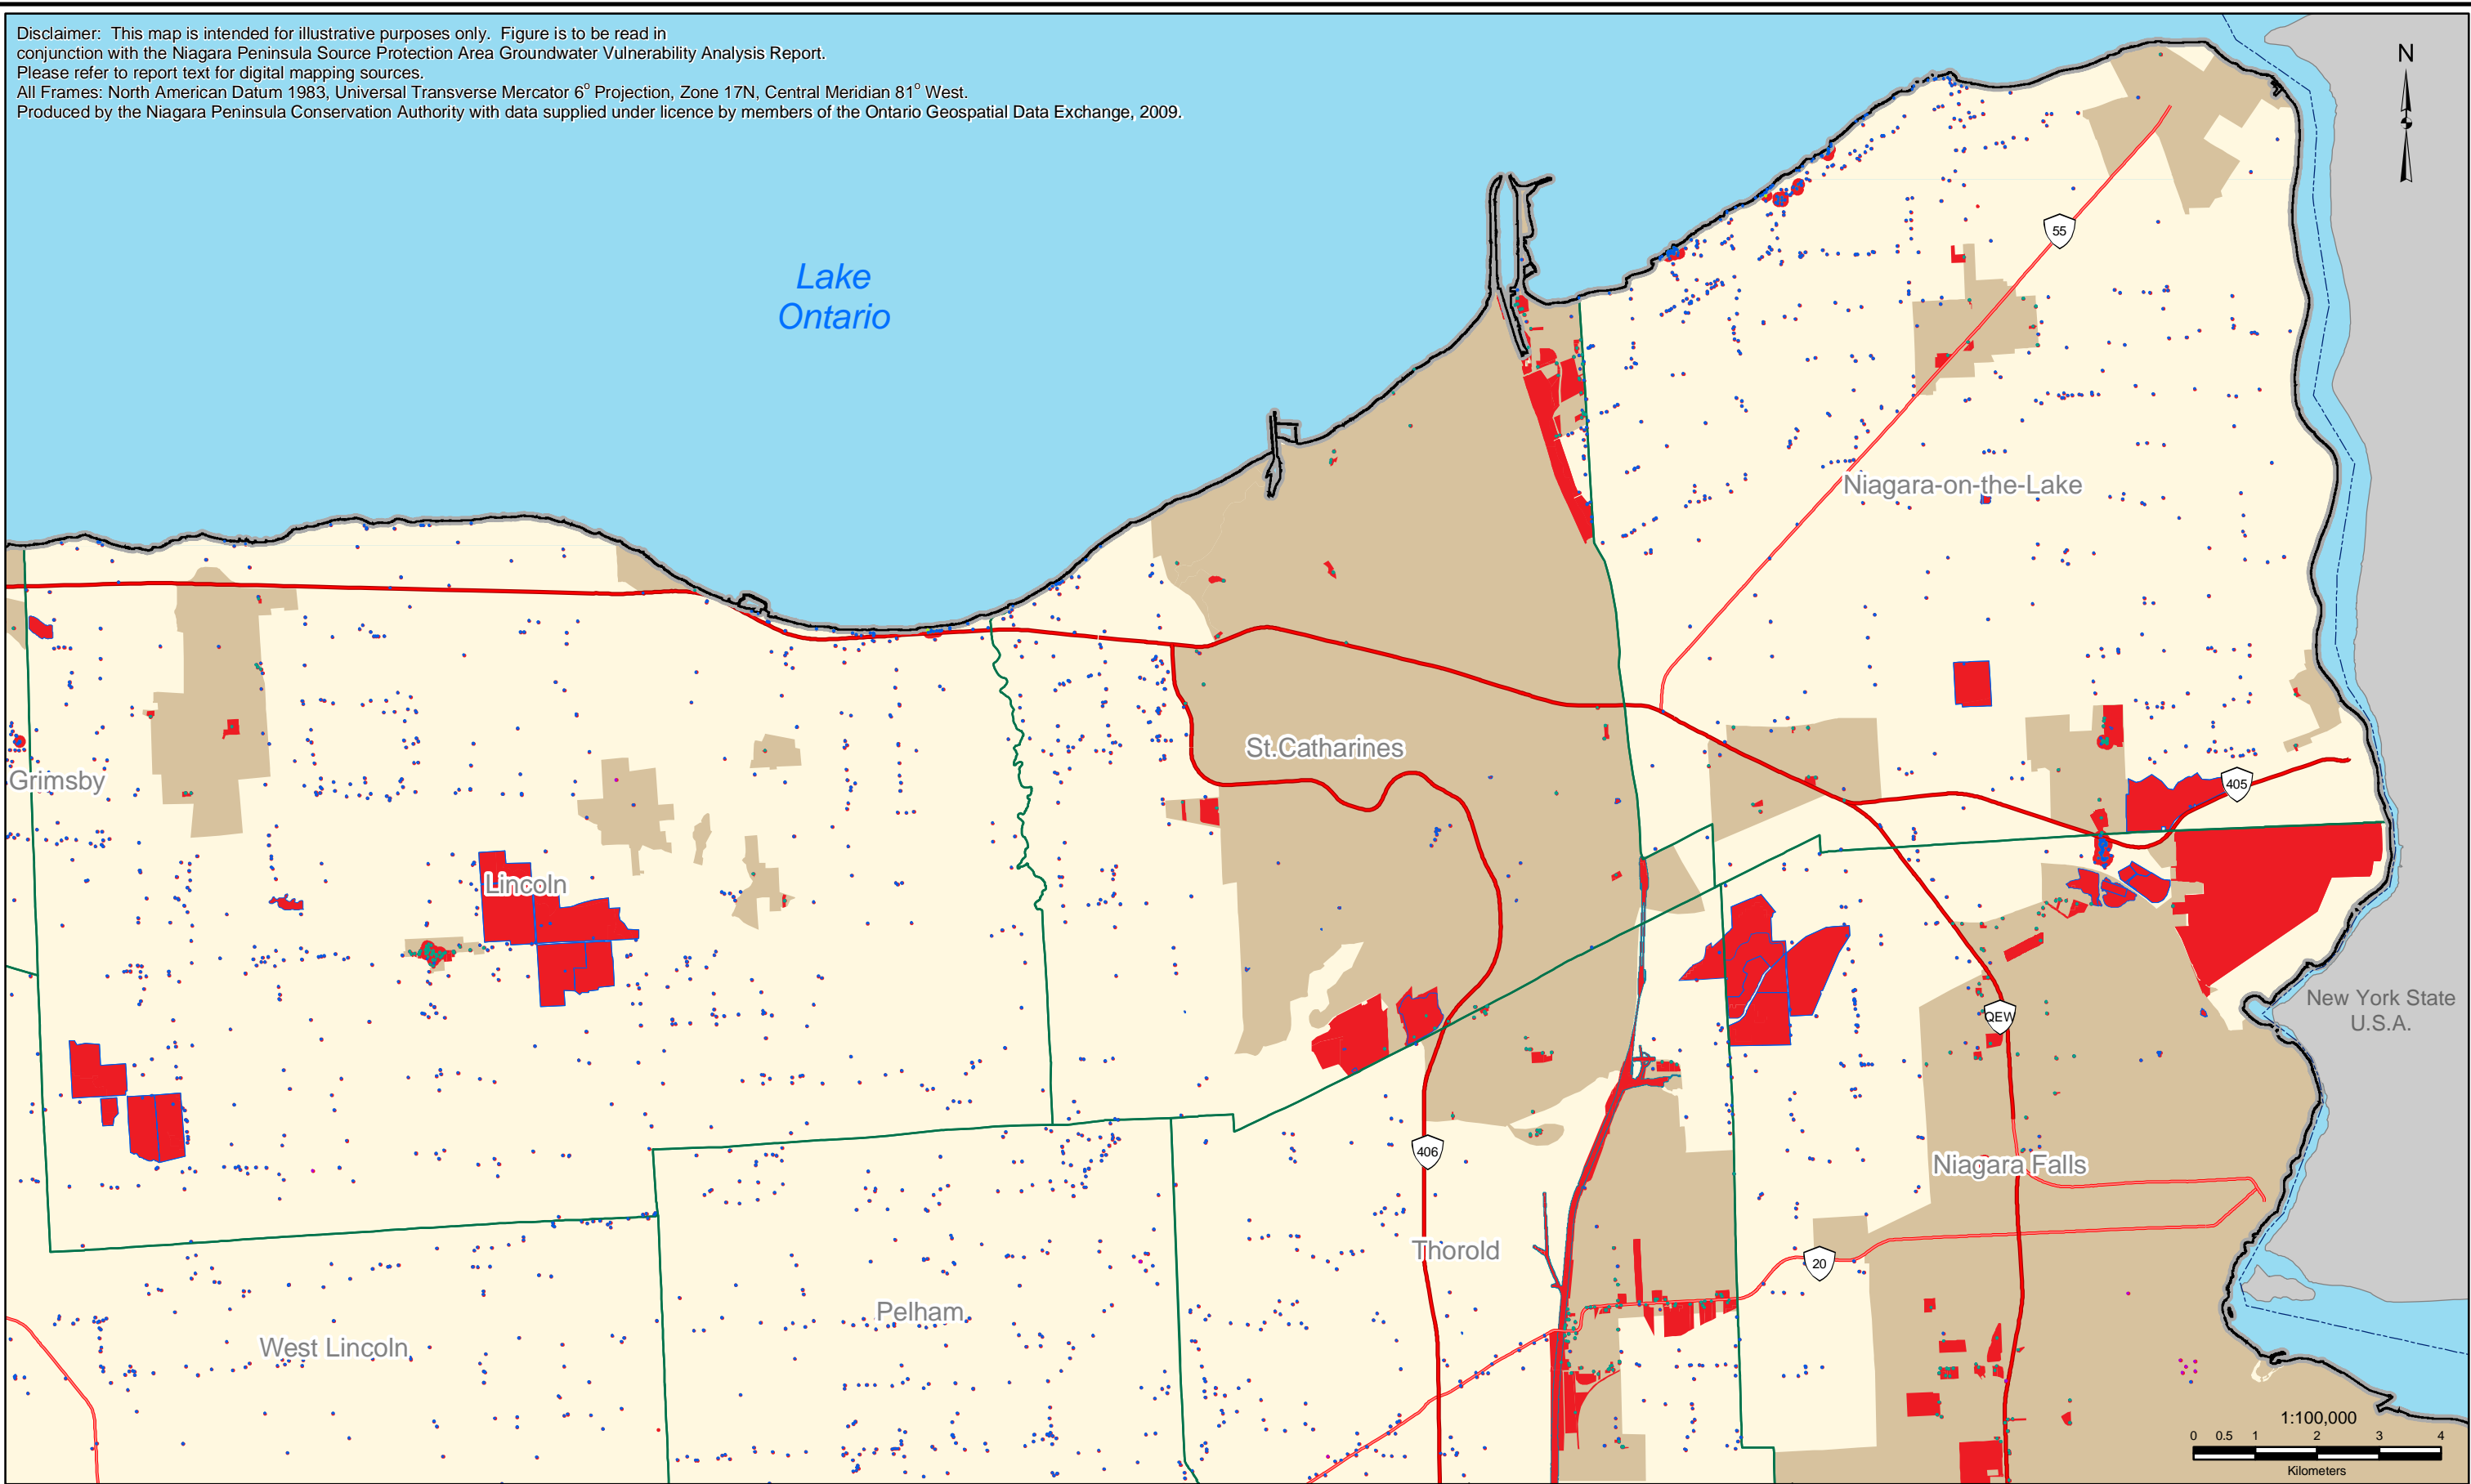 Disclaimer:  This map is intended for illustrative purposes only.  Figure is to be read in
conjunction with the Niagara Peninsula Source Protection Area Groundwater Vulnerability Analysis Report.
Please refer to report text for digital mapping sources.
All Frames: North American Datum 1983, Universal Transverse Mercator 6° Projection, Zone 17N, Central Meridian 81° West.
Produced by the Niagara Peninsula Conservation Authority with data supplied under licence by members of the Ontario Geospatial Data Exchange, 2009.
N
Lake
Ontario
55
Niagara-on-the-Lake
St.Catharines
Grimsby
405
Lincoln
New York State
U.S.A.
QEW
406
Niagara Falls
Thorold
20
Pelham
West Lincoln
1:100,000
0 0.5 1 2 3 4
Kilometers